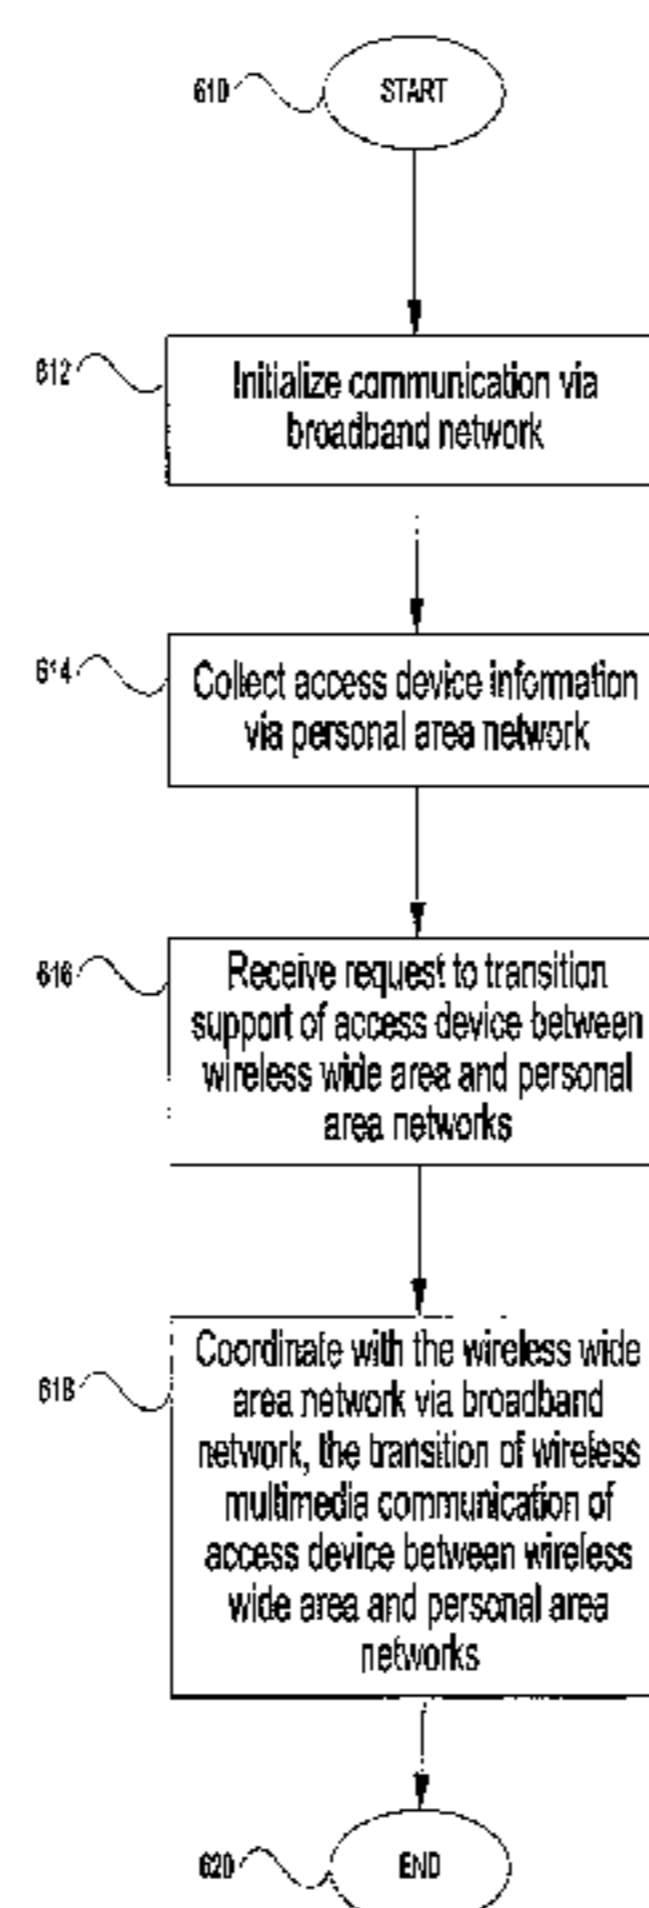 610
START
612
Initialize communication via
broadband network
614
Collect access device information
via personal area network
616
Receive request to transition
support of access device between
wireless wide area and personal
area networks
618
Coordinate with the wireless wide
area network via broadband
network, the transition of wireless
multimedia communication of
access device between wireless
wide area and personal area
networks
620
END